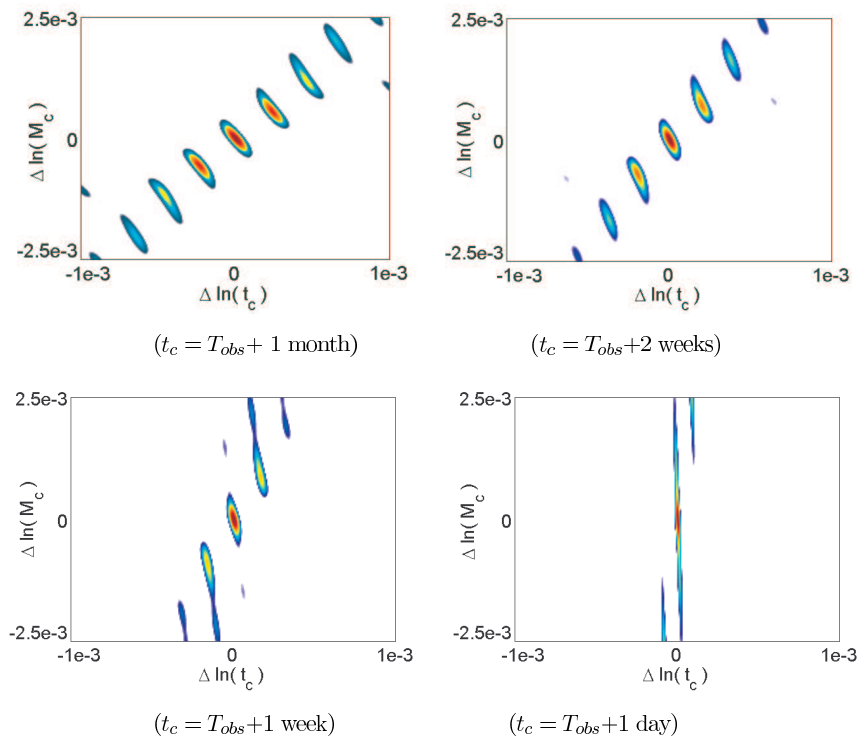 2.5e-3
Δ ln( M_c )
0
-2.5e-3
-1e-3 0 1e-3
Δ ln( t_c )
(t_c = T_obs + 1 month)
2.5e-3
Δ ln( M_c )
0
-2.5e-3
-1e-3 0 1e-3
Δ ln( t_c )
(t_c = T_obs+2 weeks)
2.5e-3
Δ ln( M_c )
0
-2.5e-3
-1e-3 0 1e-3
Δ ln( t_c )
(t_c = T_obs+1 week)
2.5e-3
Δ ln( M_c )
0
-2.5e-3
-1e-3 0 1e-3
Δ ln( t_c )
(t_c = T_obs+1 day)